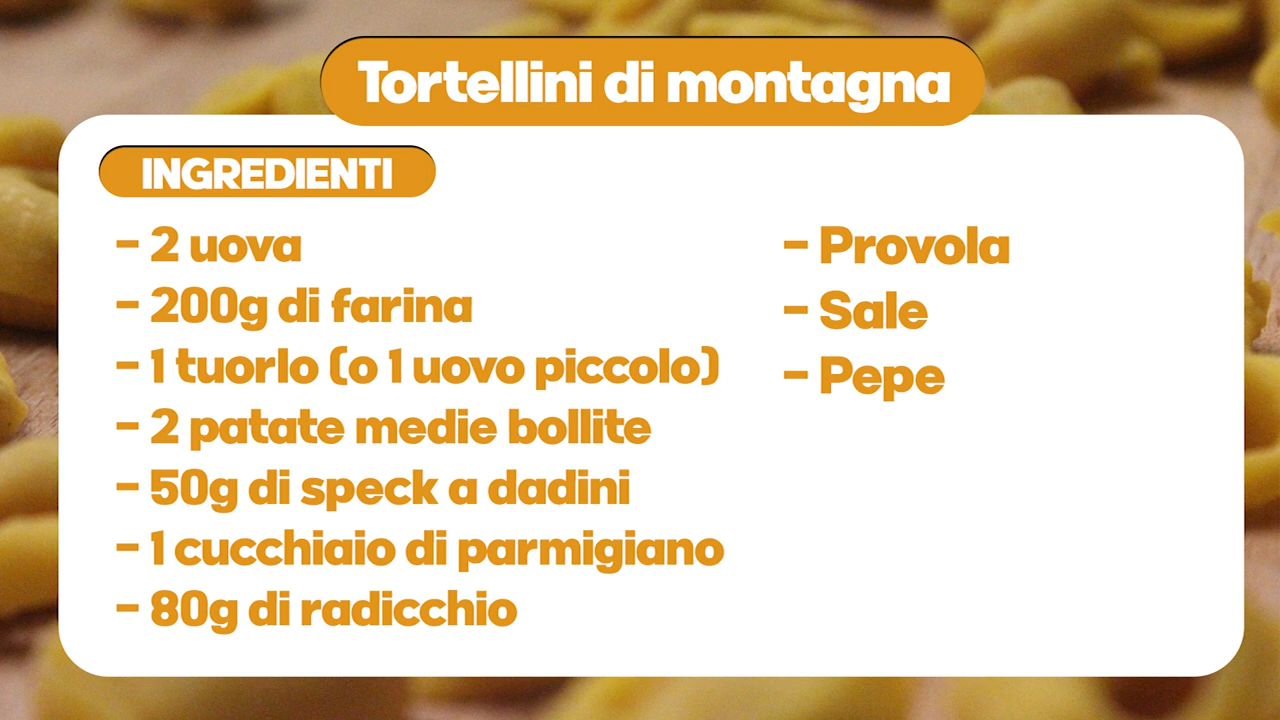 Tortellini di montagna
INGREDIENTI
- 2 uova
- 200g di farina
- 1 tuorlo (o 1 uovo piccolo)
- 2 patate medie bollite
- 50g di speck a dadini
- 1 cucchiaio di parmigiano
- 80g di radicchio
- Provola
- Sale
- Pepe